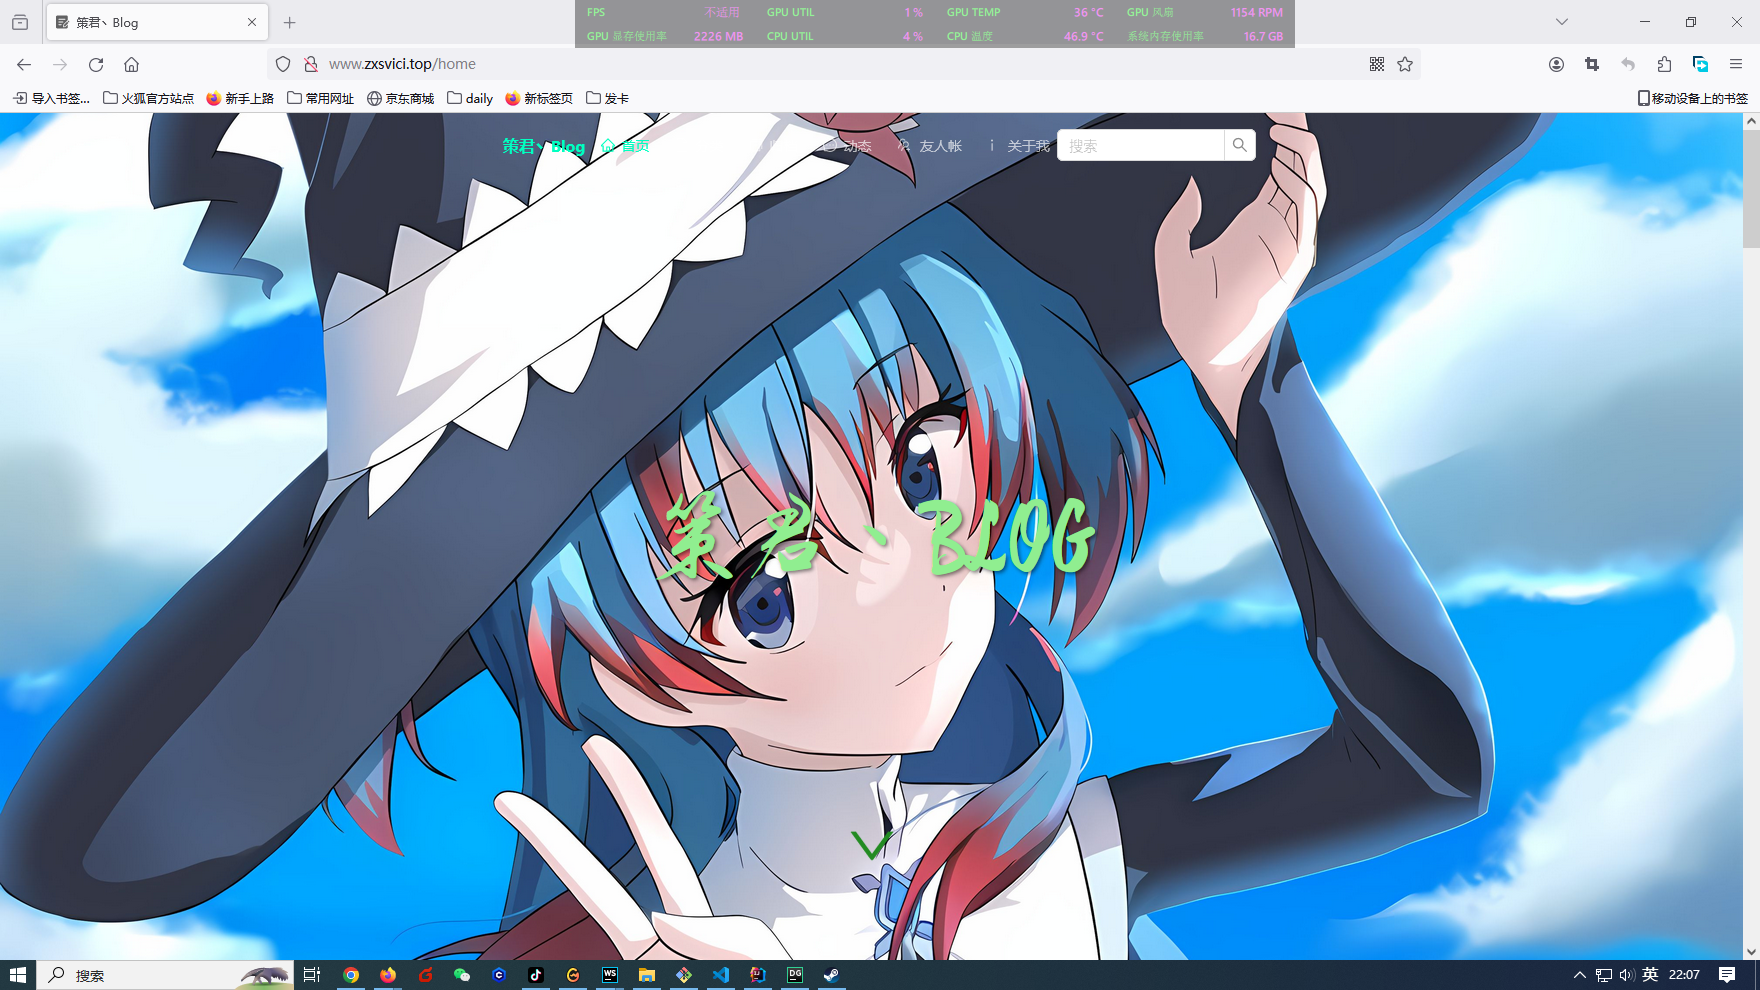 策君、Blog
FPS 不适用 GPU UTIL 1 % GPU TEMP 36 °C GPU 风扇 1154 RPM
GPU 显存使用率 2226 MB CPU UTIL 4 % CPU 温度 46.9 °C 系统内存使用率 16.7 GB
www.zxsvici.top/home
导入书签... 火狐官方站点 新手上路 常用网址 京东商城 daily 新标签页 发卡 移动设备上的书签
策君、Blog 首页 动态 友人帐 关于我 搜索
策君、BLOG
搜索 英 22:07
WS
DG